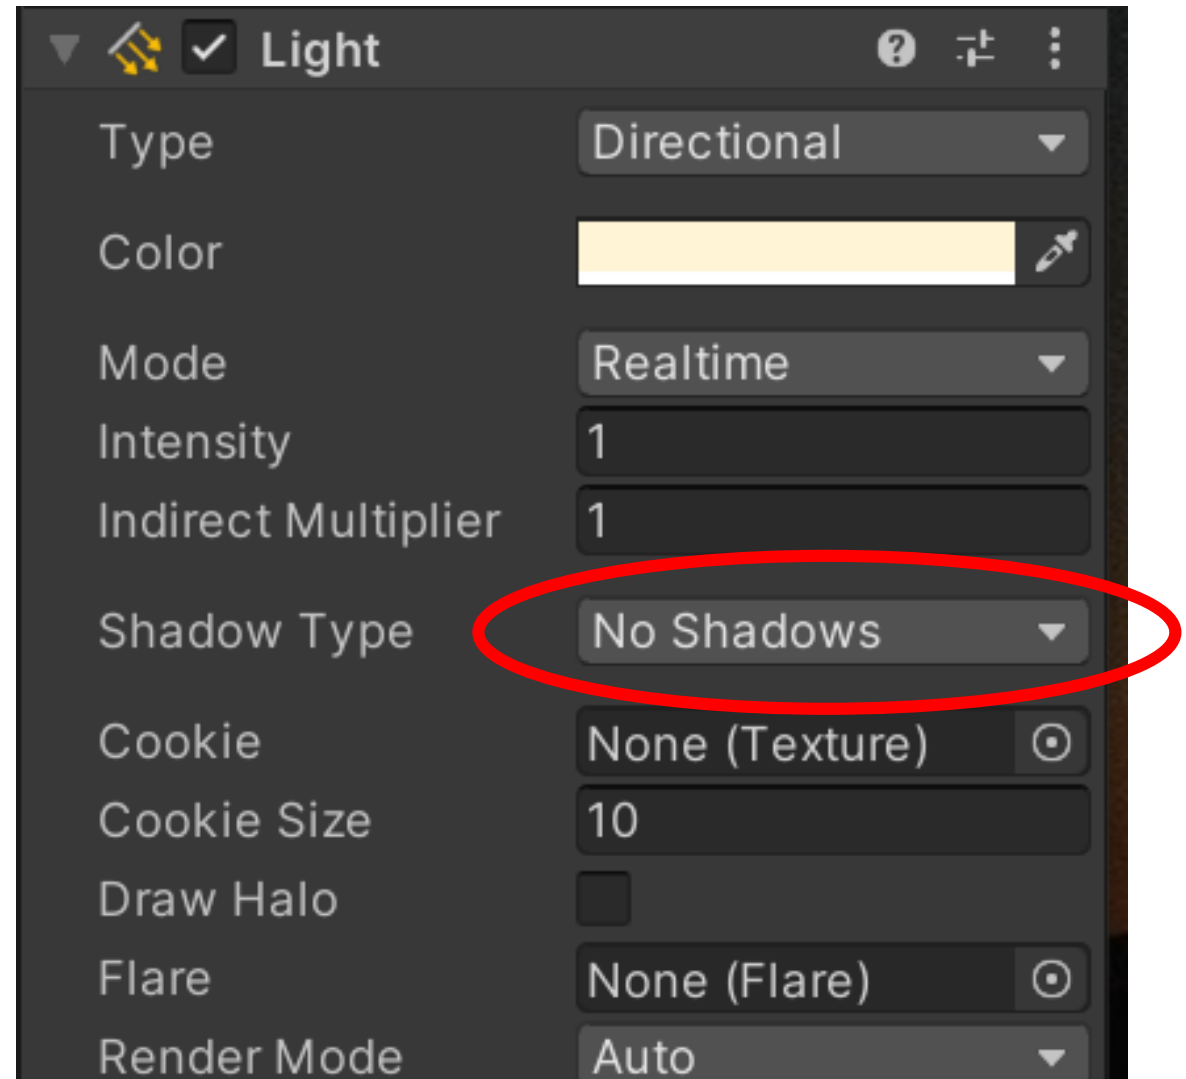 Light
Type Directional
Color
Mode Realtime
Intensity 1
Indirect Multiplier 1
Shadow Type No Shadows
Cookie None (Texture)
Cookie Size 10
Draw Halo
Flare None (Flare)
Render Mode Auto